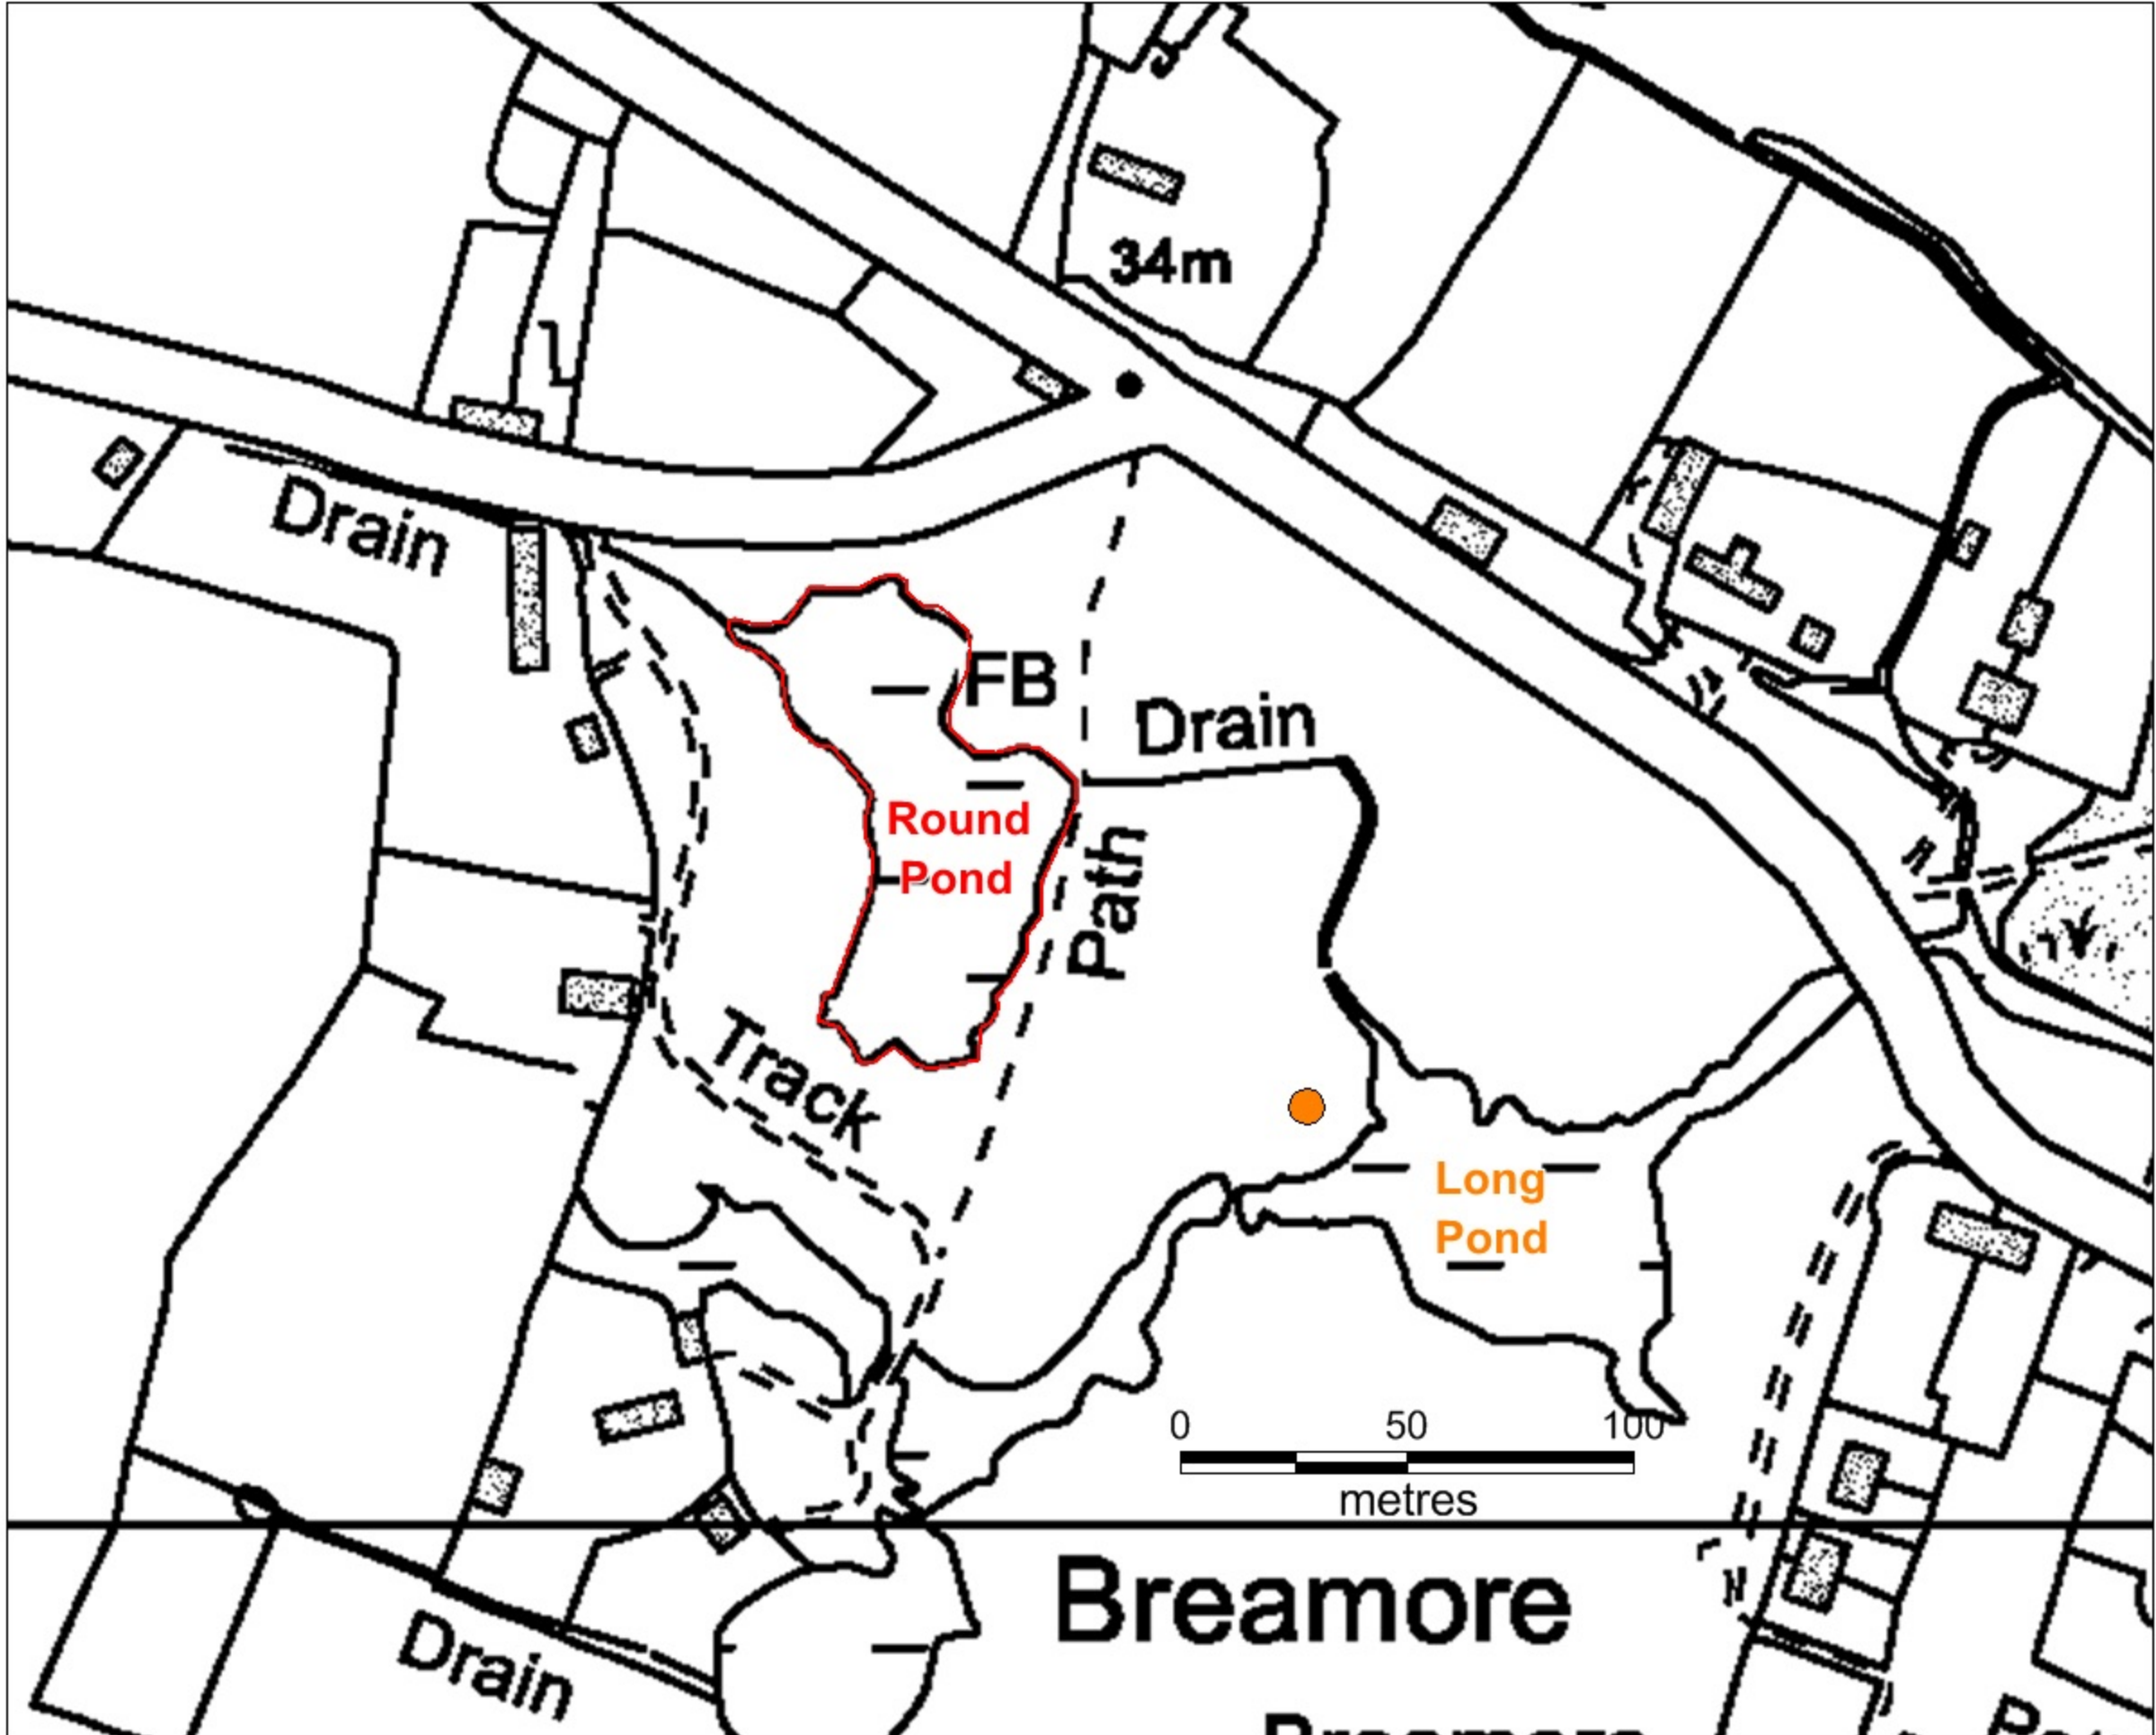 34m
Drain
FB
Drain
Round
Pond
Path
Track
Long
Pond
0 50 100
metres
Breamore
Drain